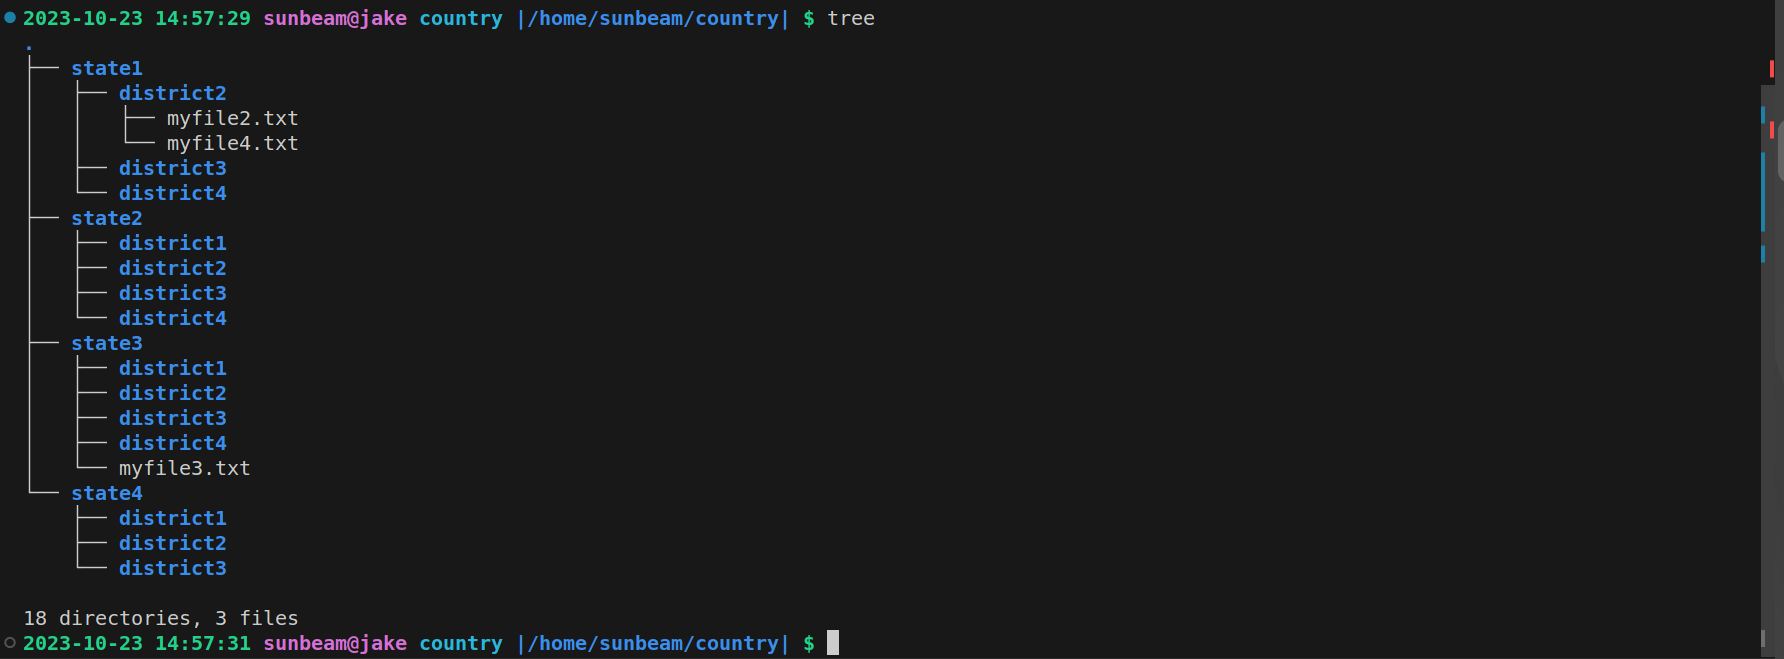 2023-10-23 14:57:29 sunbeam@jake country |/home/sunbeam/country| $ tree
.
├── state1
│   ├── district2
│   │   ├── myfile2.txt
│   │   └── myfile4.txt
│   ├── district3
│   └── district4
├── state2
│   ├── district1
│   ├── district2
│   ├── district3
│   └── district4
├── state3
│   ├── district1
│   ├── district2
│   ├── district3
│   ├── district4
│   └── myfile3.txt
└── state4
    ├── district1
    ├── district2
    └── district3
18 directories, 3 files
2023-10-23 14:57:31 sunbeam@jake country |/home/sunbeam/country| $